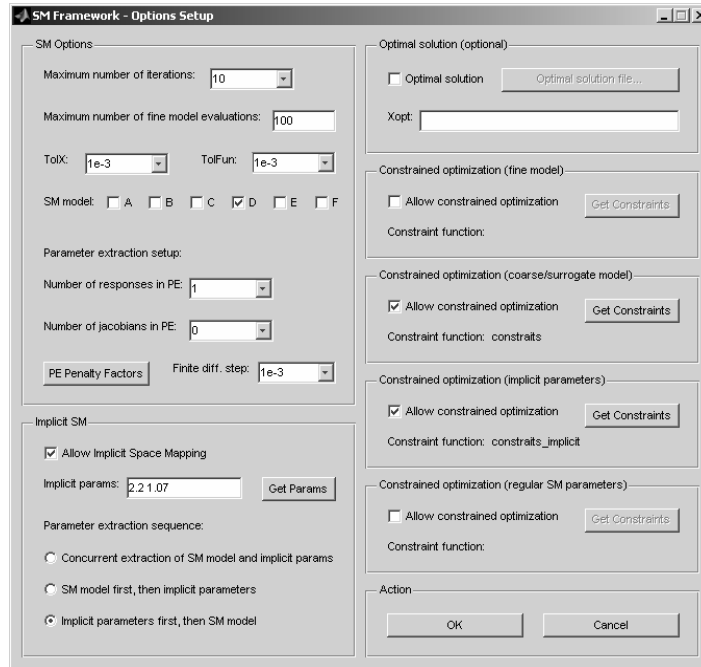 SM Framework - Options Setup
SM Options
Maximum number of iterations: 10
Maximum number of fine model evaluations: 100
TolX: 1e-3 TolFun: 1e-3
SM model: A B C D E F
Parameter extraction setup:
Number of responses in PE: 1
Number of jacobians in PE: 0
PE Penalty Factors Finite diff. step: 1e-3
Implicit SM
Allow Implicit Space Mapping
Implicit params: 2.2 1.07 Get Params
Parameter extraction sequence:
Concurrent extraction of SM model and implicit params
SM model first, then implicit parameters
Implicit parameters first, then SM model
Optimal solution (optional)
Optimal solution Optimal solution file...
Xopt:
Constrained optimization (fine model)
Allow constrained optimization Get Constraints
Constraint function:
Constrained optimization (coarse/surrogate model)
Allow constrained optimization Get Constraints
Constraint function: constraits
Constrained optimization (implicit parameters)
Allow constrained optimization Get Constraints
Constraint function: constraits_implicit
Constrained optimization (regular SM parameters)
Allow constrained optimization Get Constraints
Constraint function:
Action
OK Cancel